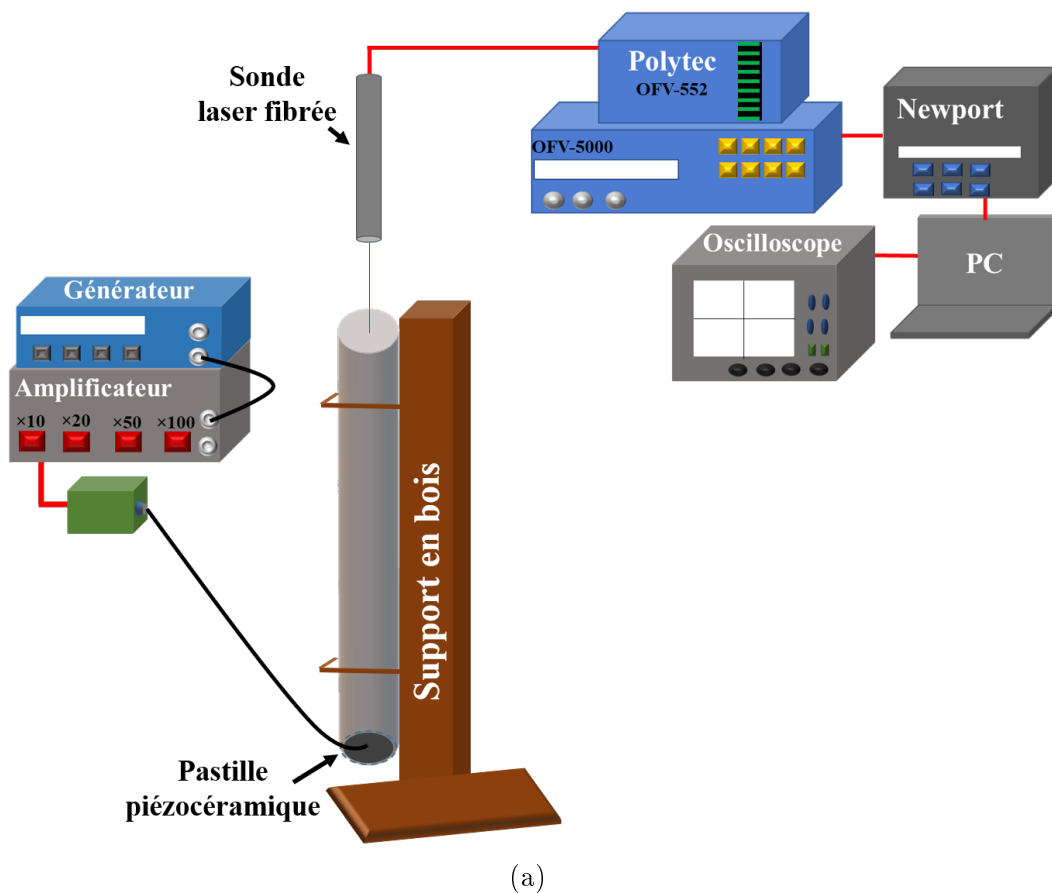 Sonde
laser fibrée
Polytec
OFV-552
OFV-5000
Newport
Oscilloscope
PC
Générateur
Amplificateur
×10 ×20 ×50 ×100
Support en bois
Pastille
piézocéramique
(a)